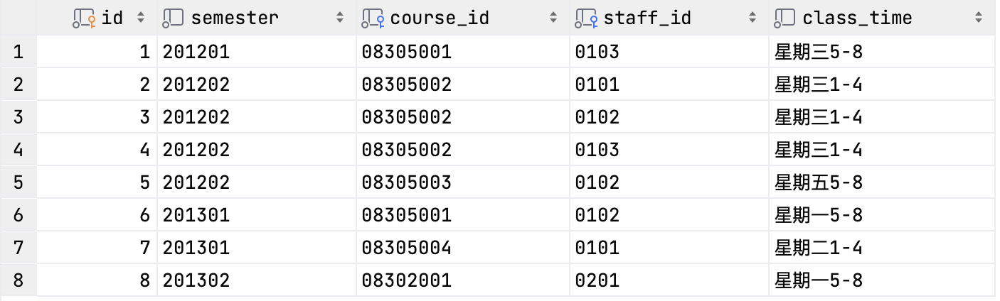 id semester course_id staff_id class_time
1 1 201201 08305001 0103 星期三5-8
2 2 201202 08305002 0101 星期三1-4
3 3 201202 08305002 0102 星期三1-4
4 4 201202 08305002 0103 星期三1-4
5 5 201202 08305003 0102 星期五5-8
6 6 201301 08305001 0102 星期一5-8
7 7 201301 08305004 0101 星期二1-4
8 8 201302 08302001 0201 星期一5-8